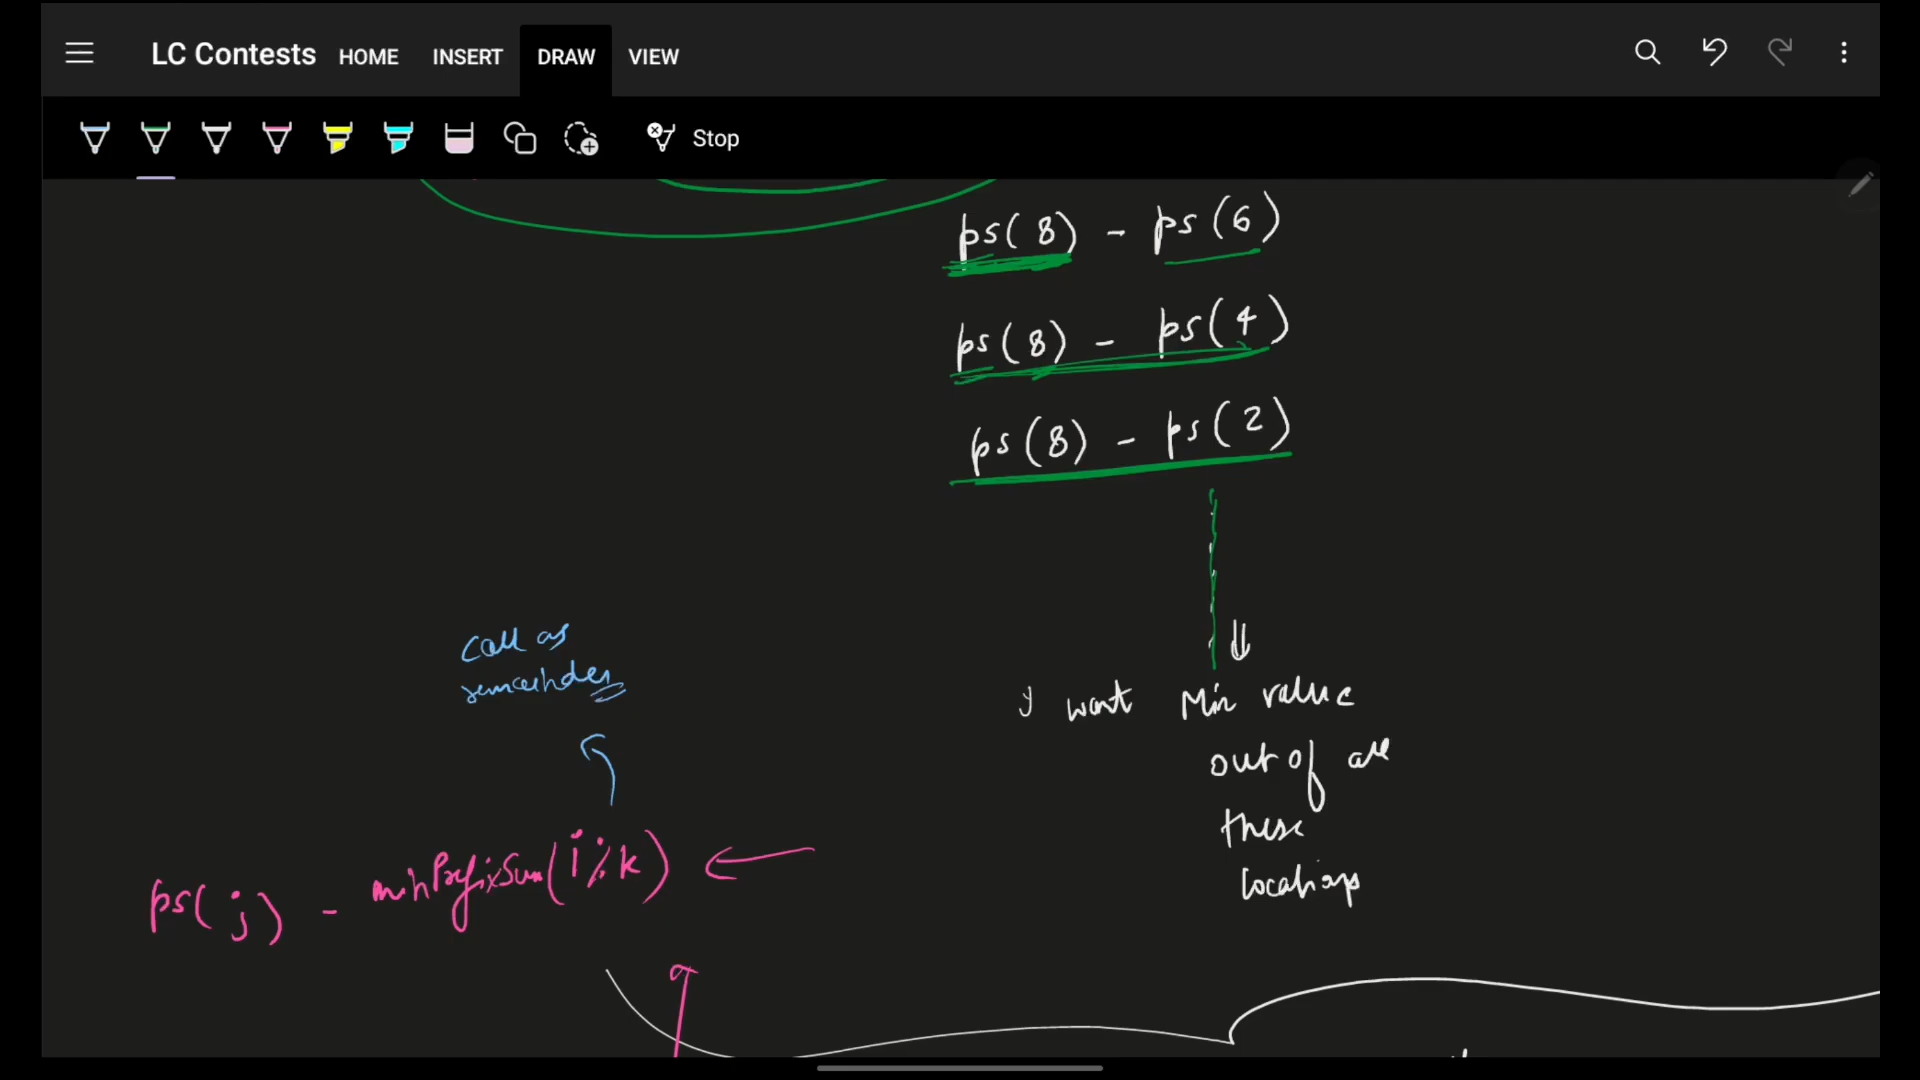 LC Contests HOME INSERT DRAW VIEW
Stop
ps(8) - ps(6)
ps(8) - ps(4)
ps(8) - ps(2)
call as
remainder
I want Min value
out of all
these
locations
ps(j) - minPrefixSum(i%k)